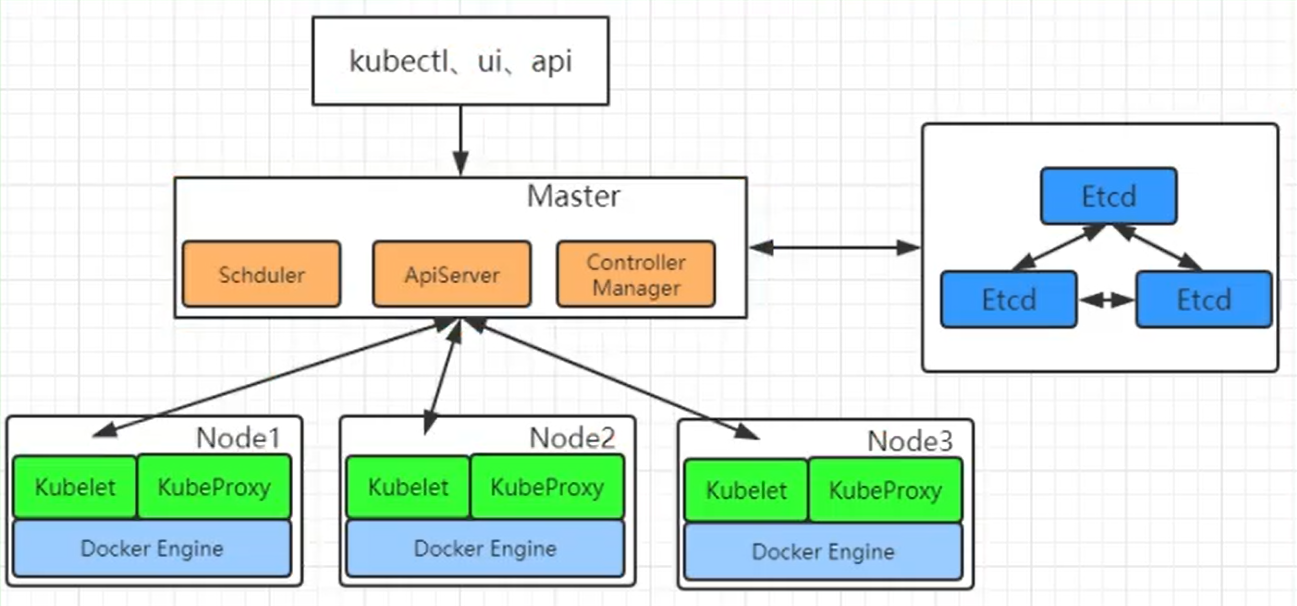 kubectl、ui、api
Master
Schduler
ApiServer
Controller
Manager
Etcd
Etcd
Etcd
Node1
Kubelet
KubeProxy
Docker Engine
Node2
Kubelet
KubeProxy
Docker Engine
Node3
Kubelet
KubeProxy
Docker Engine